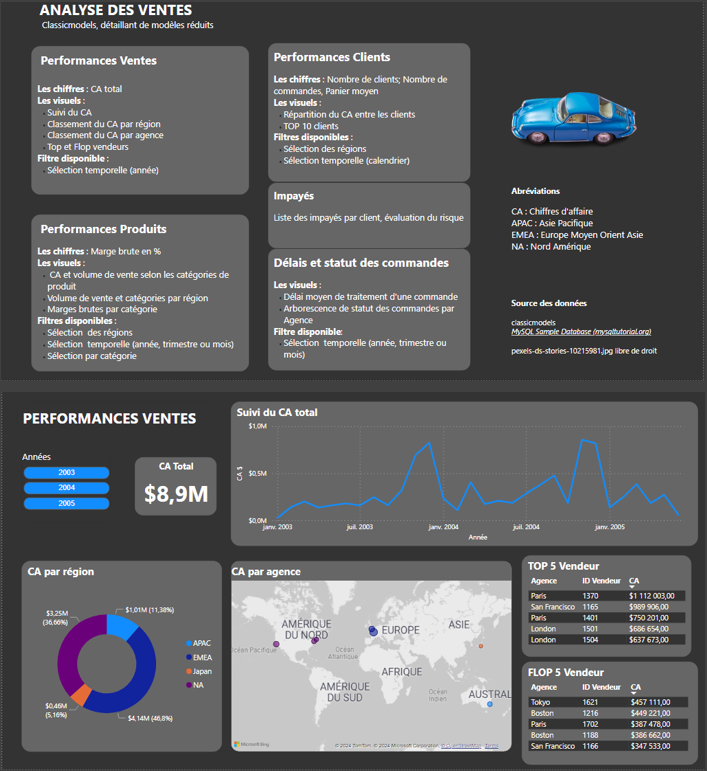 ANALYSE DES VENTES
Classicmodels, détaillant de modèles réduits
Performances Ventes
Les chiffres : CA total
Les visuels :
Suivi du CA
Classement du CA par région
Classement du CA par agence
Top et Flop vendeurs
Filtre disponible :
Sélection temporelle (année)
Performances Produits
Les chiffres : Marge brute en %
Les visuels :
CA et volume de vente selon les catégories de
produit
Volume de vente et catégories par région
Marges brutes par catégorie
Filtres disponibles :
Sélection des régions
Sélection temporelle (année, trimestre ou mois)
Sélection par catégorie
Performances Clients
Les chiffres : Nombre de clients; Nombre de
commandes, Panier moyen
Les visuels :
Répartition du CA entre les clients
TOP 10 clients
Filtres disponibles :
Sélection des régions
Sélection temporelle (calendrier)
Impayés
Liste des impayés par client, évaluation du risque
Délais et statut des commandes
Les visuels :
Délai moyen de traitement d'une commande
Arborescence de statut des commandes par
Agence
Filtre disponible:
Sélection temporelle (année, trimestre ou
mois)
Abréviations
CA : Chiffres d'affaire
APAC : Asie Pacifique
EMEA : Europe Moyen Orient Asie
NA : Nord Amérique
Source des données
classicmodels
MySQL Sample Database (mysqltutorial.org)
pexels-ds-stories-10215981.jpg libre de droit
PERFORMANCES VENTES
Années
2003
2004
2005
CA Total
$8,9M
Suivi du CA total
$1,0M
$0,5M
$0,0M
CA $
janv. 2003
juil. 2003
janv. 2004
juil. 2004
janv. 2005
Année
CA par région
$1,01M (11,38%)
$3,25M
(36,66%)
$0,46M
(5,16%)
$4,14M (46,8%)
APAC
EMEA
Japan
NA
CA par agence
AMÉRIQUE
DU NORD
EUROPE
ASIE
Océan Pacifique
Océan
Atlantique
AFRIQUE
AMÉRIQUE
DU SUD
Océan
Indien
AUSTRAL
Microsoft Bing
© 2024 TomTom, © 2024 Microsoft Corporation, © OpenStreetMap Terms
TOP 5 Vendeur
Agence ID Vendeur CA
Paris 1370 $1 112 003,00
San Francisco 1165 $989 906,00
Paris 1401 $750 201,00
London 1501 $686 654,00
London 1504 $637 673,00
FLOP 5 Vendeur
Agence ID Vendeur CA
Tokyo 1621 $457 111,00
Boston 1216 $449 221,00
Paris 1702 $387 478,00
Boston 1188 $386 662,00
San Francisco 1166 $347 533,00